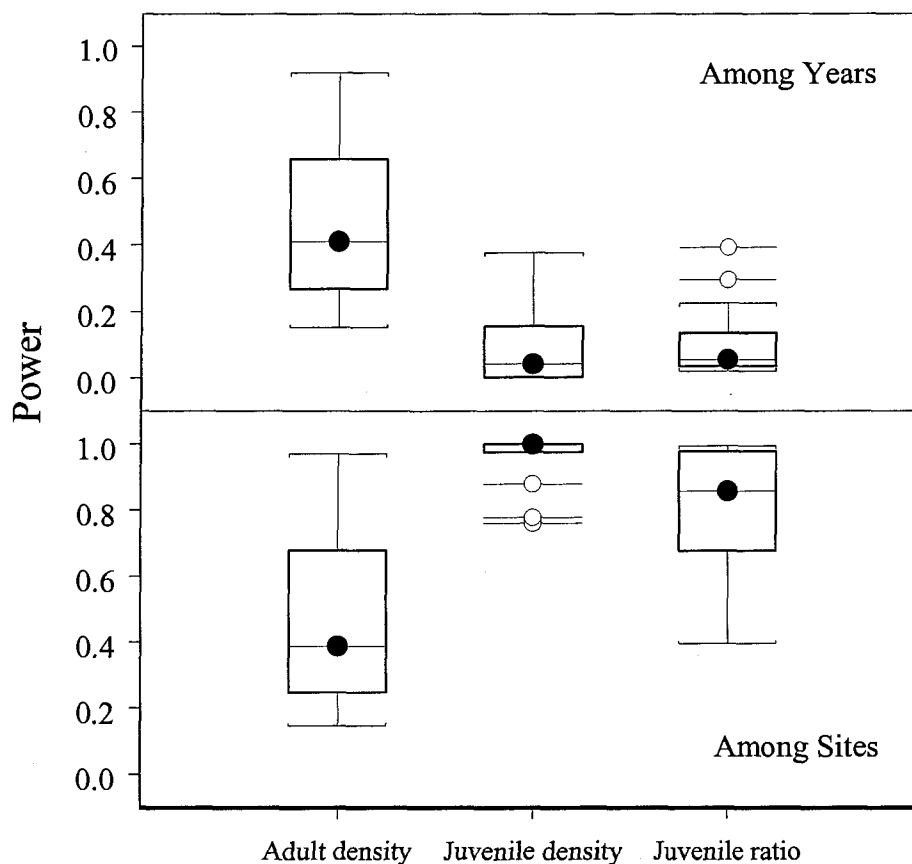 Among Years
1.0
0.8
0.6
0.4
0.2
0.0
Power
1.0
0.8
0.6
0.4
0.2
0.0
Among Sites
Adult density
Juvenile density
Juvenile ratio